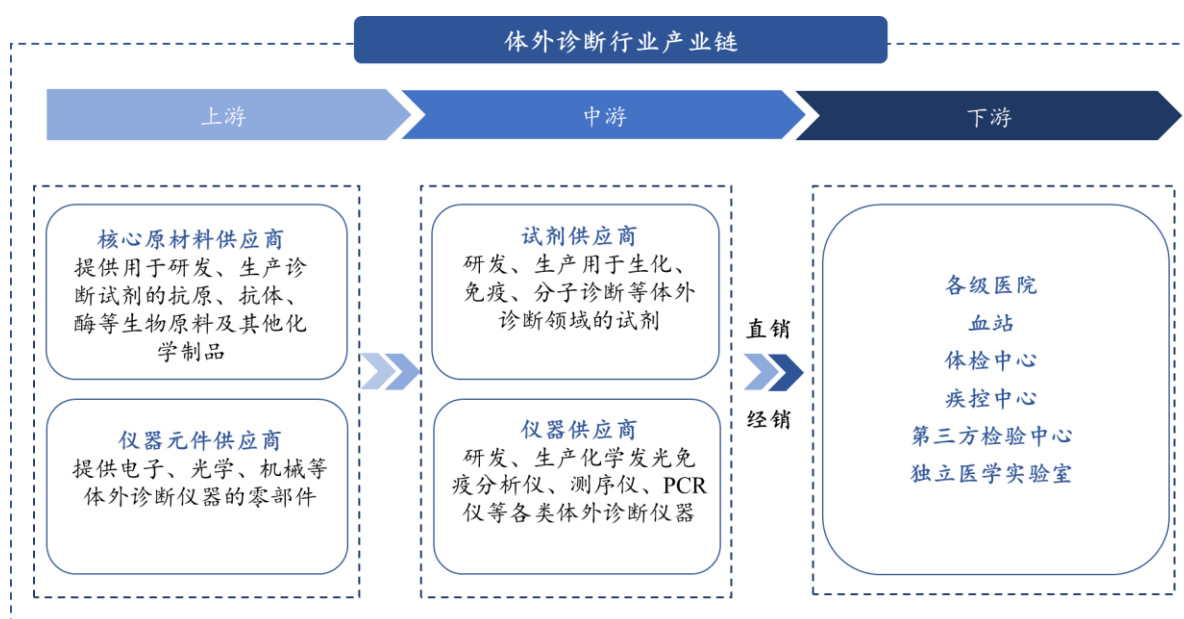 体外诊断行业产业链
上游
中游
下游
核心原材料供应商
提供用于研发、生产诊
断试剂的抗原、抗体、
酶等生物原料及其他化
学制品
仪器元件供应商
提供电子、光学、机械等
体外诊断仪器的零部件
试剂供应商
研发、生产用于生化、
免疫、分子诊断等体外
诊断领域的试剂
仪器供应商
研发、生产化学发光免
疫分析仪、测序仪、PCR
仪等各类体外诊断仪器
直销
经销
各级医院
血站
体检中心
疾控中心
第三方检验中心
独立医学实验室